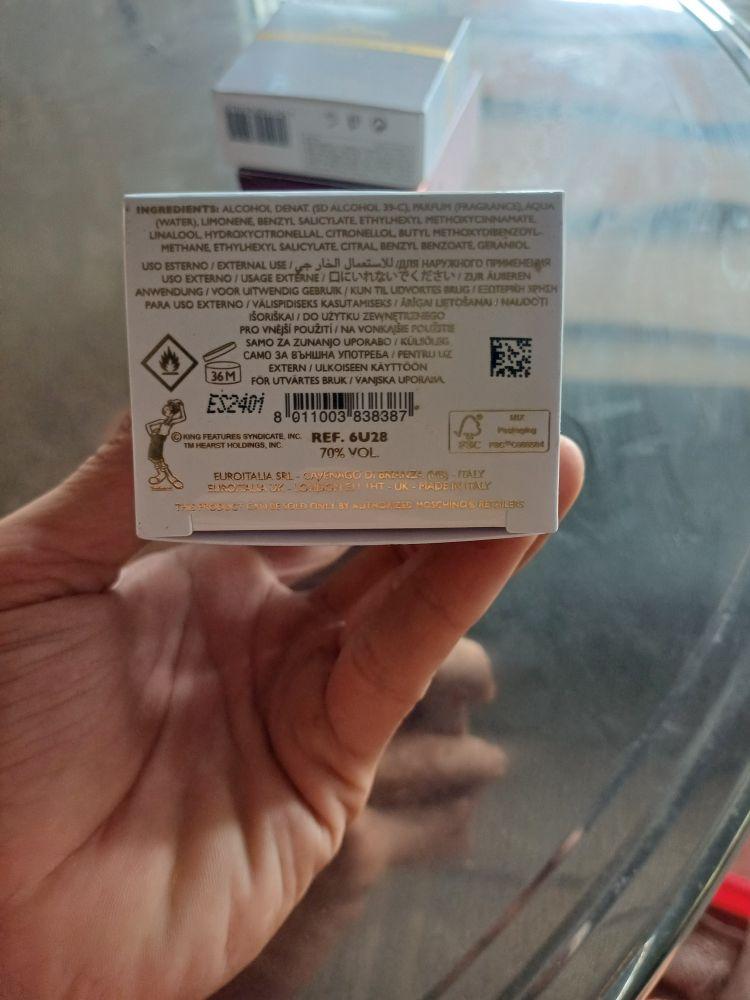 INGREDIENTS: ALCOHOL DENAT. (SD ALCOHOL 39-C), PARFUM (FRAGRANCE), AQUA
(WATER), LIMONENE, BENZYL SALICYLATE, ETHYLHEXYL METHOXYCINNAMATE,
LINALOOL, HYDROXYCITRONELLAL, CITRONELLOL, BUTYL METHOXYDIBENZOYL-
METHANE, ETHYLHEXYL SALICYLATE, CITRAL, BENZYL BENZOATE, GERANIOL.
USO ESTERNO / EXTERNAL USE / للاستعمال الخارجي / ДЛЯ НАРУЖНОГО ПРИМЕНЕНИЯ
USO EXTERNO / USAGE EXTERNE / 口にいれないでください / ZUR ÄUßEREN
ANWENDUNG / VOOR UITWENDIG GEBRUIK / KUN TIL UDVORTES BRUG / ΕΞΩΤΕΡΙΚΗ ΧΡΗΣΗ
PARA USO EXTERNO / VÄLISPIDISEKS KASUTAMISEKS / ĀRĪGAI LIETOŠANAI / NAUDOTI
IŠORIŠKAI / DO UŻYTKU ZEWNĘTRZNEGO
PRO VNĚJŠÍ POUŽITÍ / NA VONKAJŠIE POUŽITIE
SAMO ZA ZUNANJO UPORABO / KÜLSŐLEG
САМО ЗА ВЪНШНА УПОТРЕБА / PENTRU UZ
EXTERN / ULKOISEEN KÄYTTÖÖN
FÖR UTVÄRTES BRUK / VANJSKA UPORABA
36 M
ES2401
8 011003 838387
© KING FEATURES SYNDICATE, INC.
TM HEARST HOLDINGS, INC.
REF. 6U28
70% VOL.
FSC
MIX
Packaging
EUROITALIA SRL - CAVENAGO DI BRIANZA (MB) - ITALY
EUROITALIA UK - LONDON - UK - MADE IN ITALY
THIS PRODUCT CAN BE SOLD ONLY BY AUTHORIZED MOSCHINO RETAILERS